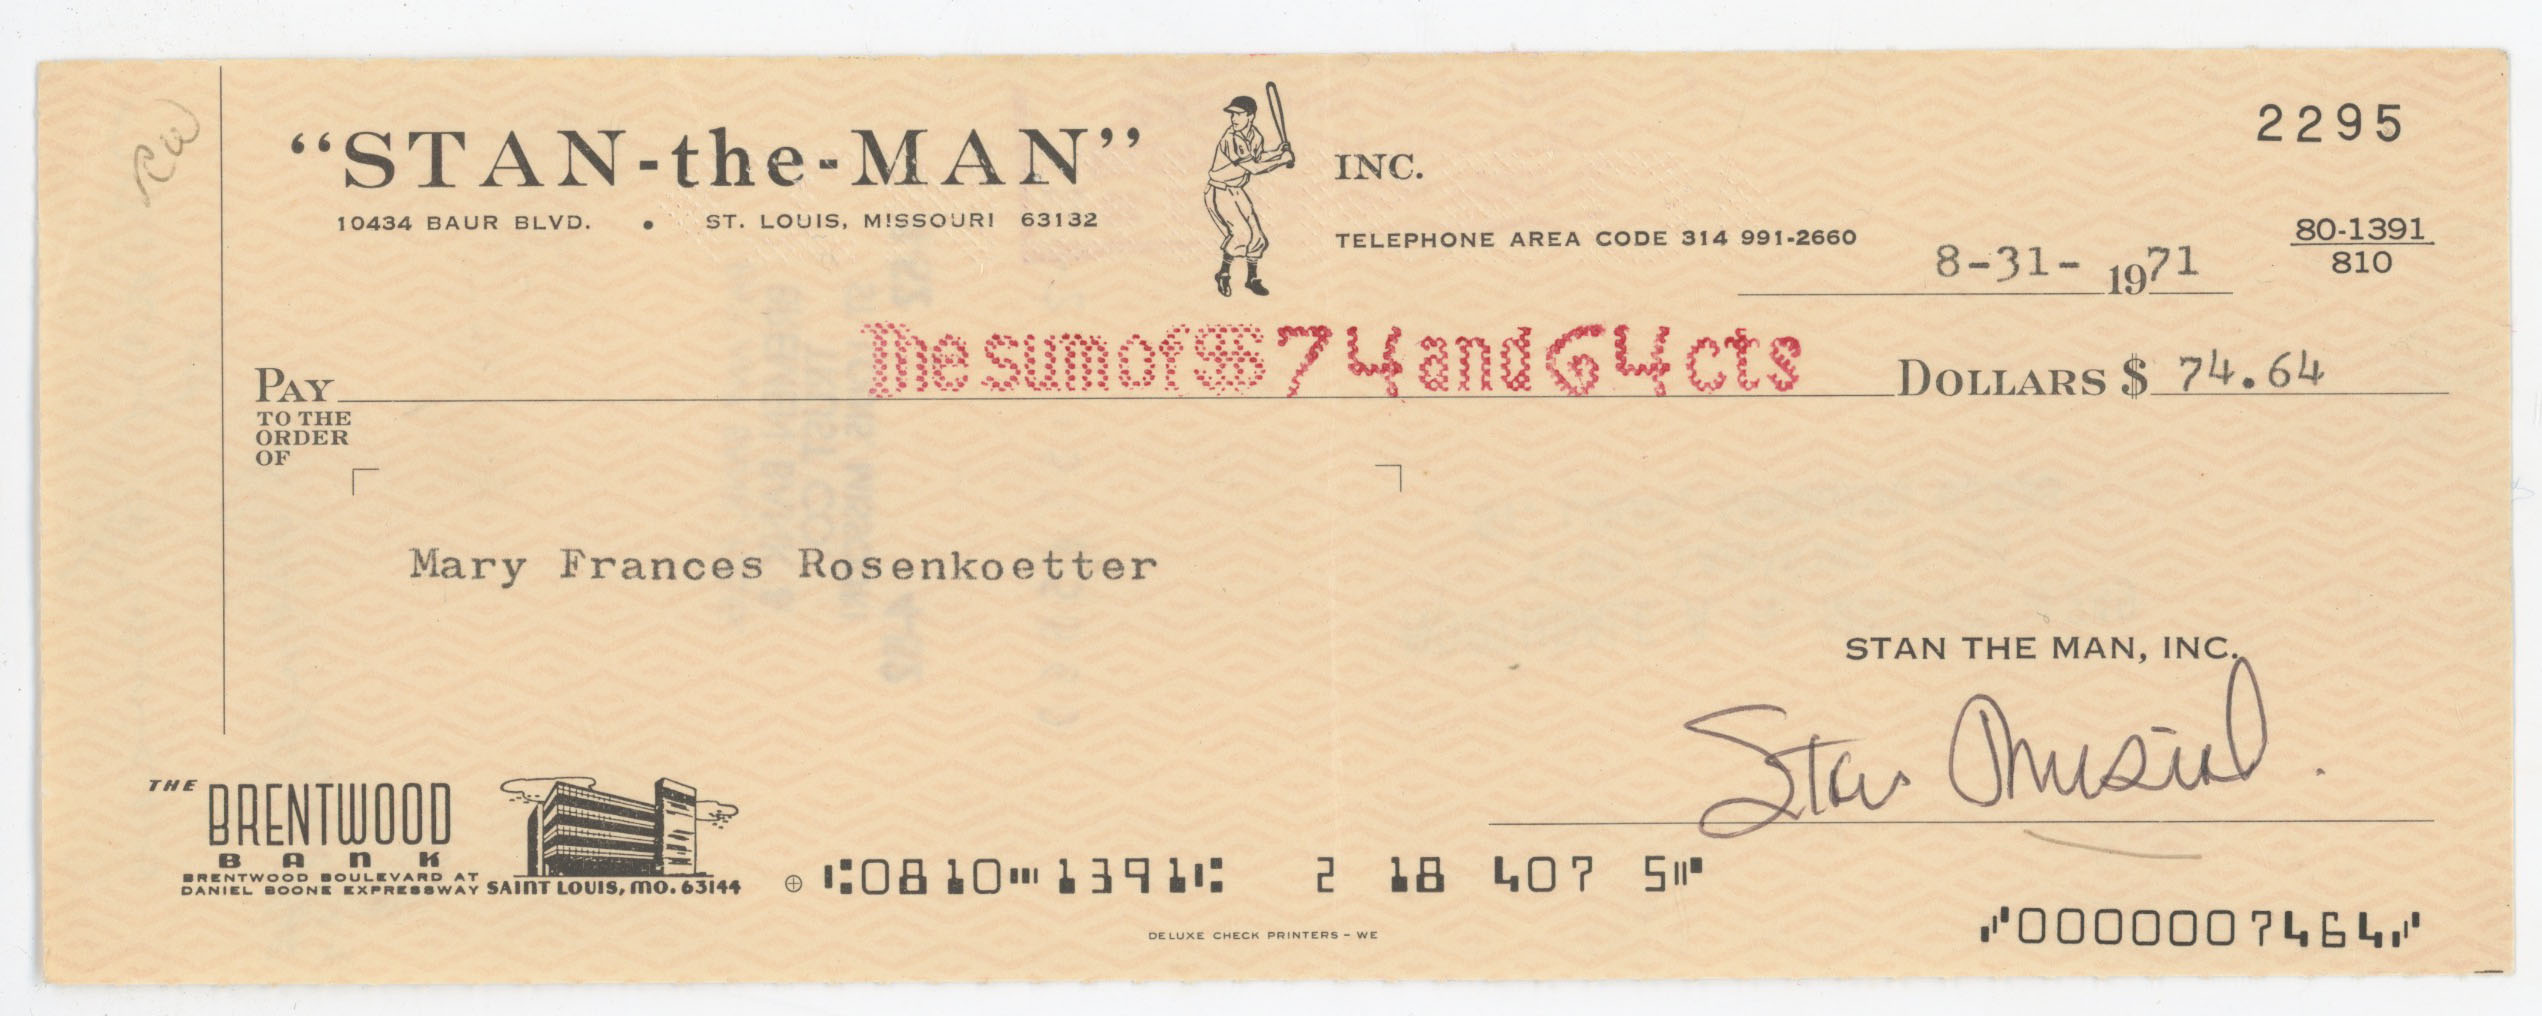 RW
“STAN-the-MAN” INC.
10434 BAUR BLVD. • ST. LOUIS, MISSOURI 63132
TELEPHONE AREA CODE 314 991-2660
2295
80-1391
810
8-31- 1971
PAY The sum of $74 and 64 cts DOLLARS $ 74.64
TO THE
ORDER
OF
Mary Frances Rosenkoetter
STAN THE MAN, INC.
Stan Musial
THE BRENTWOOD
BANK
BRENTWOOD BOULEVARD AT
DANIEL BOONE EXPRESSWAY SAINT LOUIS, MO. 63144
⑆0810⑉1391⑆ 2 18 407 5⑈
DELUXE CHECK PRINTERS - WE
⑇0000007464⑇